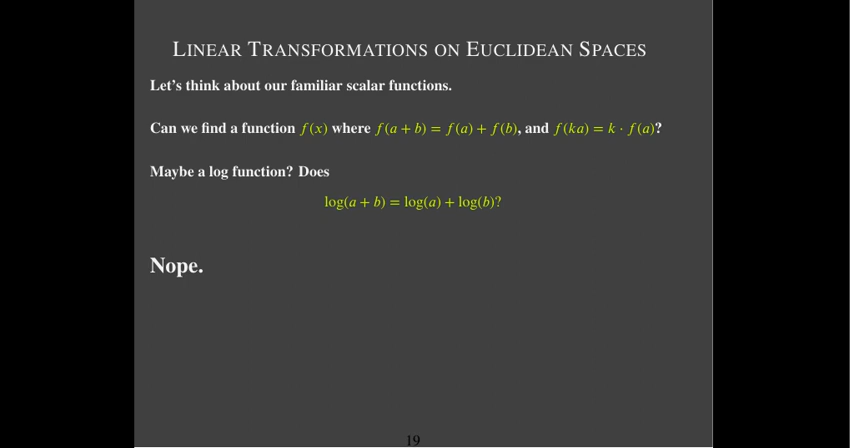 LINEAR TRANSFORMATIONS ON EUCLIDEAN SPACES
Let's think about our familiar scalar functions.
Can we find a function f(x) where f(a + b) = f(a) + f(b), and f(ka) = k · f(a)?
Maybe a log function? Does
log(a + b) = log(a) + log(b)?
Nope.
19